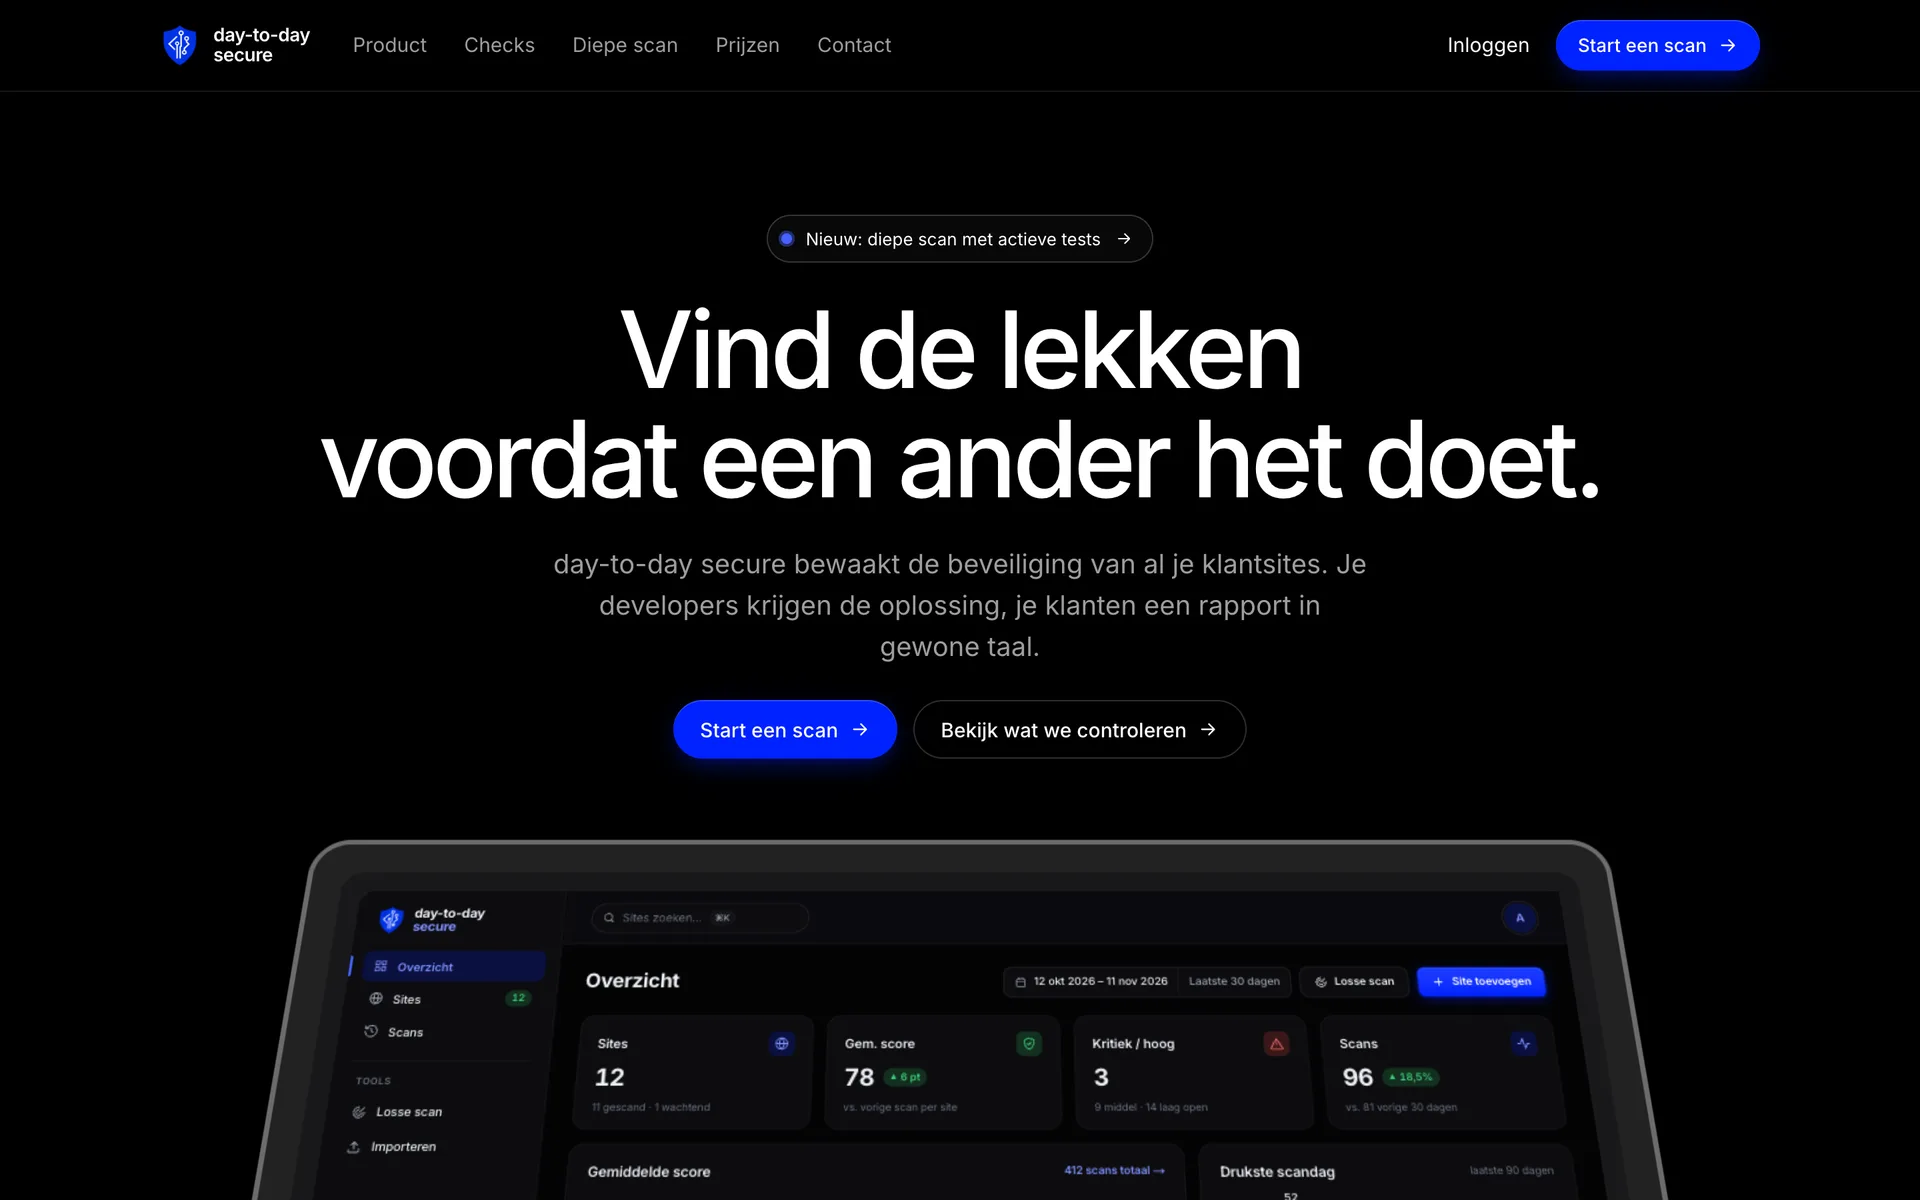 day-to-day
secure
Product
Checks
Diepe scan
Prijzen
Contact
Inloggen
Start een scan →
Nieuw: diepe scan met actieve tests →
Vind de lekken
voordat een ander het doet.
day-to-day secure bewaakt de beveiliging van al je klantsites. Je
developers krijgen de oplossing, je klanten een rapport in
gewone taal.
Start een scan →
Bekijk wat we controleren →
day-to-day
secure
Sites zoeken... ⌘K
A
Overzicht
Sites 12
Scans
TOOLS
Losse scan
Importeren
Overzicht
12 okt 2026 – 11 nov 2026
Laatste 30 dagen
Losse scan
+ Site toevoegen
Sites
12
11 gescand · 1 wachtend
Gem. score
78 ▲ 6 pt
vs. vorige scan per site
Kritiek / hoog
3
9 middel · 14 laag open
Scans
96 ▲ 18,5%
vs. 81 vorige 30 dagen
Gemiddelde score
412 scans totaal →
Drukste scandag
laatste 90 dagen
52